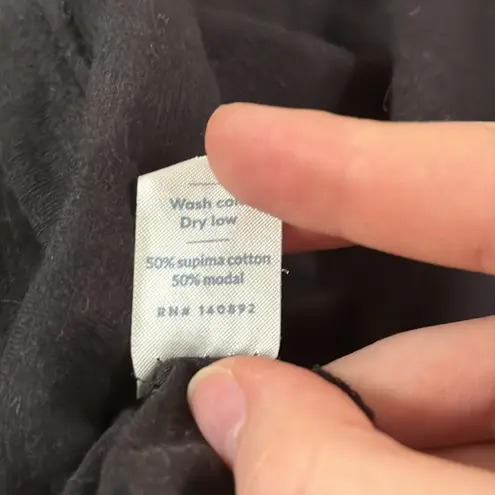 Wash
Dry low
50% supima cotton
50% modal
RN# 140892